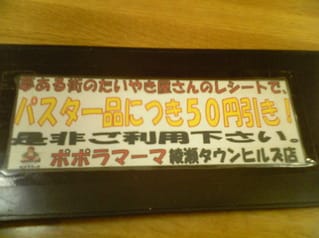 夢ある街のたいやき屋さんのレシートで、
パスタ一品につき５０円引き！
是非ご利用下さい。
ポポラマーマ 綾瀬タウンヒルズ店